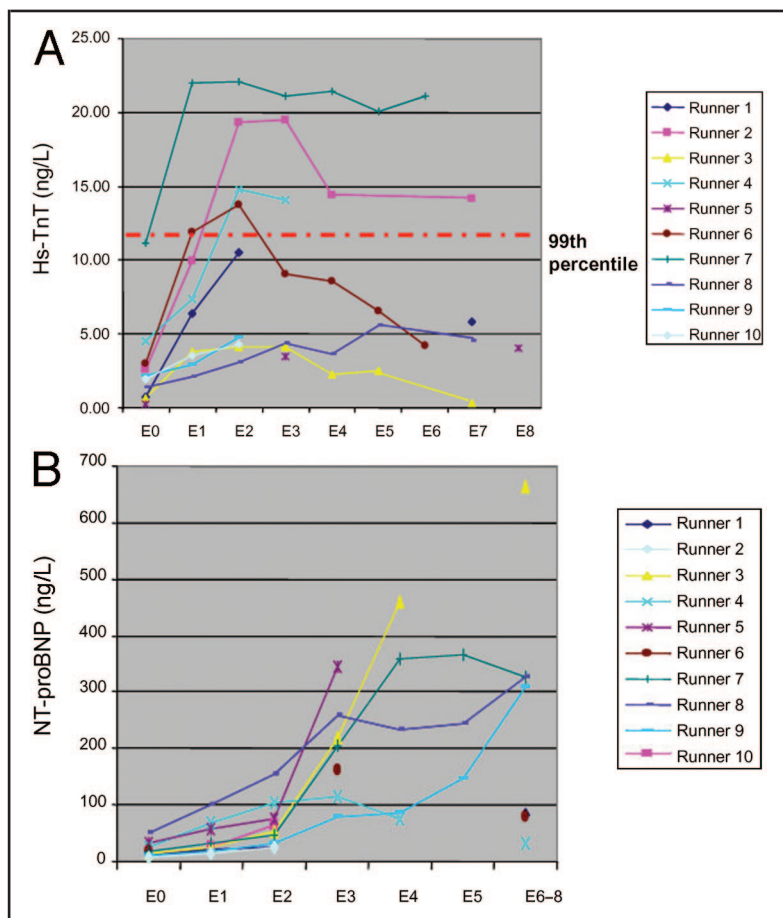 A
Hs-TnT (ng/L)
25.00
20.00
15.00
10.00
5.00
0.00
E0 E1 E2 E3 E4 E5 E6 E7 E8
99th
percentile
Runner 1
Runner 2
Runner 3
Runner 4
Runner 5
Runner 6
Runner 7
Runner 8
Runner 9
Runner 10
B
NT-proBNP (ng/L)
700
600
500
400
300
200
100
0
E0 E1 E2 E3 E4 E5 E6-8
Runner 1
Runner 2
Runner 3
Runner 4
Runner 5
Runner 6
Runner 7
Runner 8
Runner 9
Runner 10